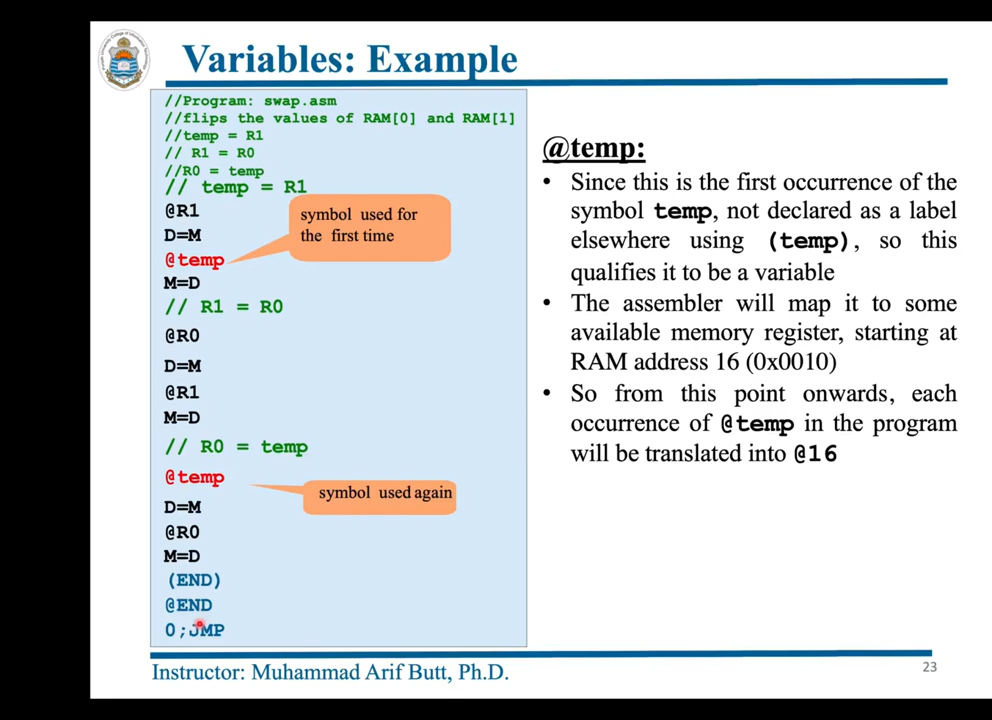 Variables: Example
//Program: swap.asm
//flips the values of RAM[0] and RAM[1]
//temp = R1
// R1 = R0
//R0 = temp
// temp = R1
@R1
D=M
@temp
M=D
// R1 = R0
@R0
D=M
@R1
M=D
// R0 = temp
@temp
D=M
@R0
M=D
(END)
@END
0;JMP
symbol used for
the first time
symbol used again
@temp:
• Since this is the first occurrence of the
symbol temp, not declared as a label
elsewhere using (temp), so this
qualifies it to be a variable
• The assembler will map it to some
available memory register, starting at
RAM address 16 (0x0010)
• So from this point onwards, each
occurrence of @temp in the program
will be translated into @16
Instructor: Muhammad Arif Butt, Ph.D.
23